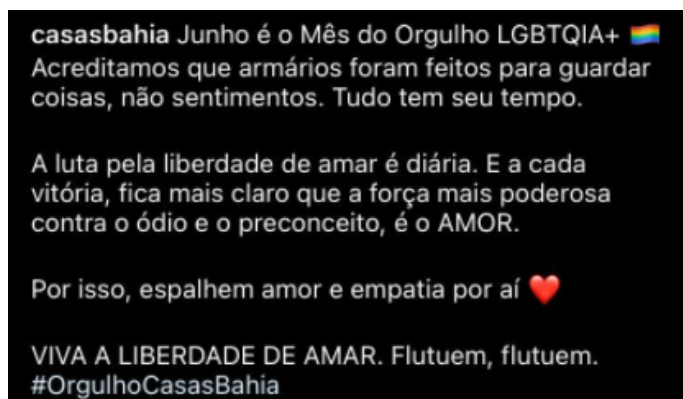 casasbahia Junho é o Mês do Orgulho LGBTQIA+ 🏳️‍🌈
Acreditamos que armários foram feitos para guardar
coisas, não sentimentos. Tudo tem seu tempo.
A luta pela liberdade de amar é diária. E a cada
vitória, fica mais claro que a força mais poderosa
contra o ódio e o preconceito, é o AMOR.
Por isso, espalhem amor e empatia por aí ❤️
VIVA A LIBERDADE DE AMAR. Flutuem, flutuem.
#OrgulhoCasasBahia